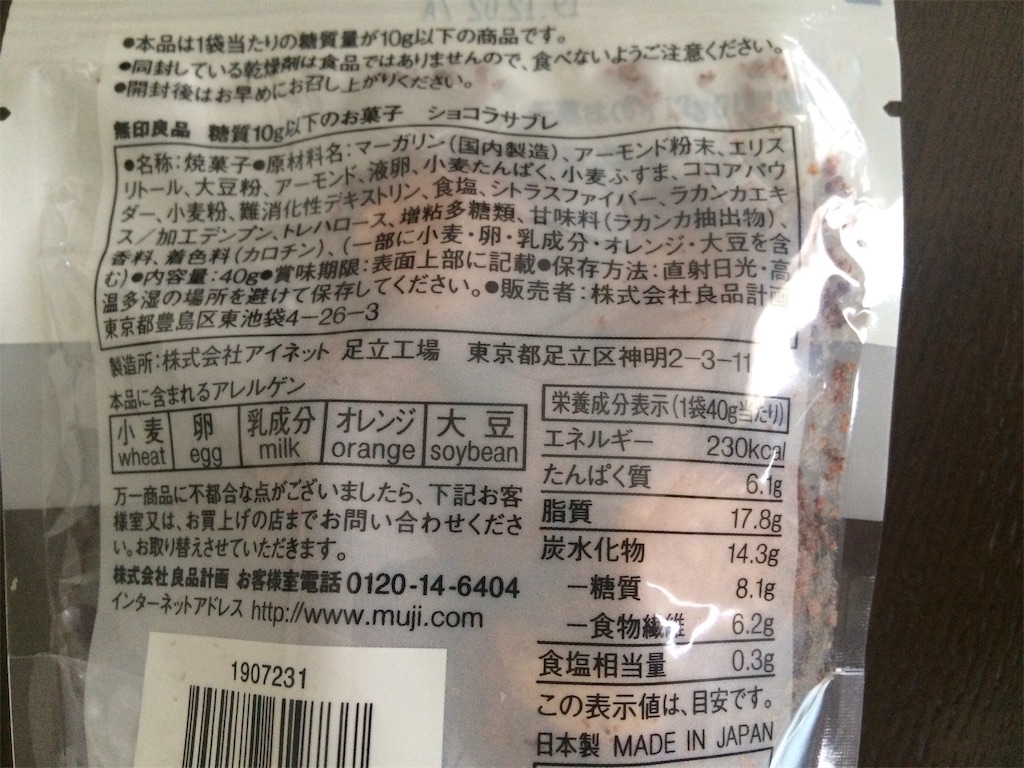 ●本品は1袋当たりの糖質量が10g以下の商品です。
●同封している乾燥剤は食品ではありませんので、食べないようご注意ください。
●開封後はお早めにお召し上がりください。
無印良品 糖質10g以下のお菓子 ショコラサブレ
●名称:焼菓子●原材料名:マーガリン(国内製造)、アーモンド粉末、エリス
リトール、大豆粉、アーモンド、液卵、小麦たんぱく、小麦ふすま、ココアパウ
ダー、小麦粉、難消化性デキストリン、食塩、シトラスファイバー、ラカンカエキ
ス/加工デンプン、トレハロース、増粘多糖類、甘味料(ラカンカ抽出物)、
香料、着色料(カロチン)、(一部に小麦・卵・乳成分・オレンジ・大豆を含
む)●内容量:40g●賞味期限:表面上部に記載●保存方法:直射日光・高
温多湿の場所を避けて保存してください。●販売者:株式会社良品計画
東京都豊島区東池袋4-26-3
製造所:株式会社アイネット 足立工場 東京都足立区神明2-3-11
本品に含まれるアレルゲン
小麦 卵 乳成分 オレンジ 大豆
wheat egg milk orange soybean
万一商品に不都合な点がございましたら、下記お客
様室又は、お買上げの店までお問い合わせくださ
い。お取り替えさせていただきます。
株式会社良品計画 お客様室電話 0120-14-6404
インターネットアドレス http://www.muji.com
1907231
栄養成分表示(1袋40g当たり)
エネルギー 230kcal
たんぱく質 6.1g
脂質 17.8g
炭水化物 14.3g
-糖質 8.1g
-食物繊維 6.2g
食塩相当量 0.3g
この表示値は、目安です。
日本製 MADE IN JAPAN